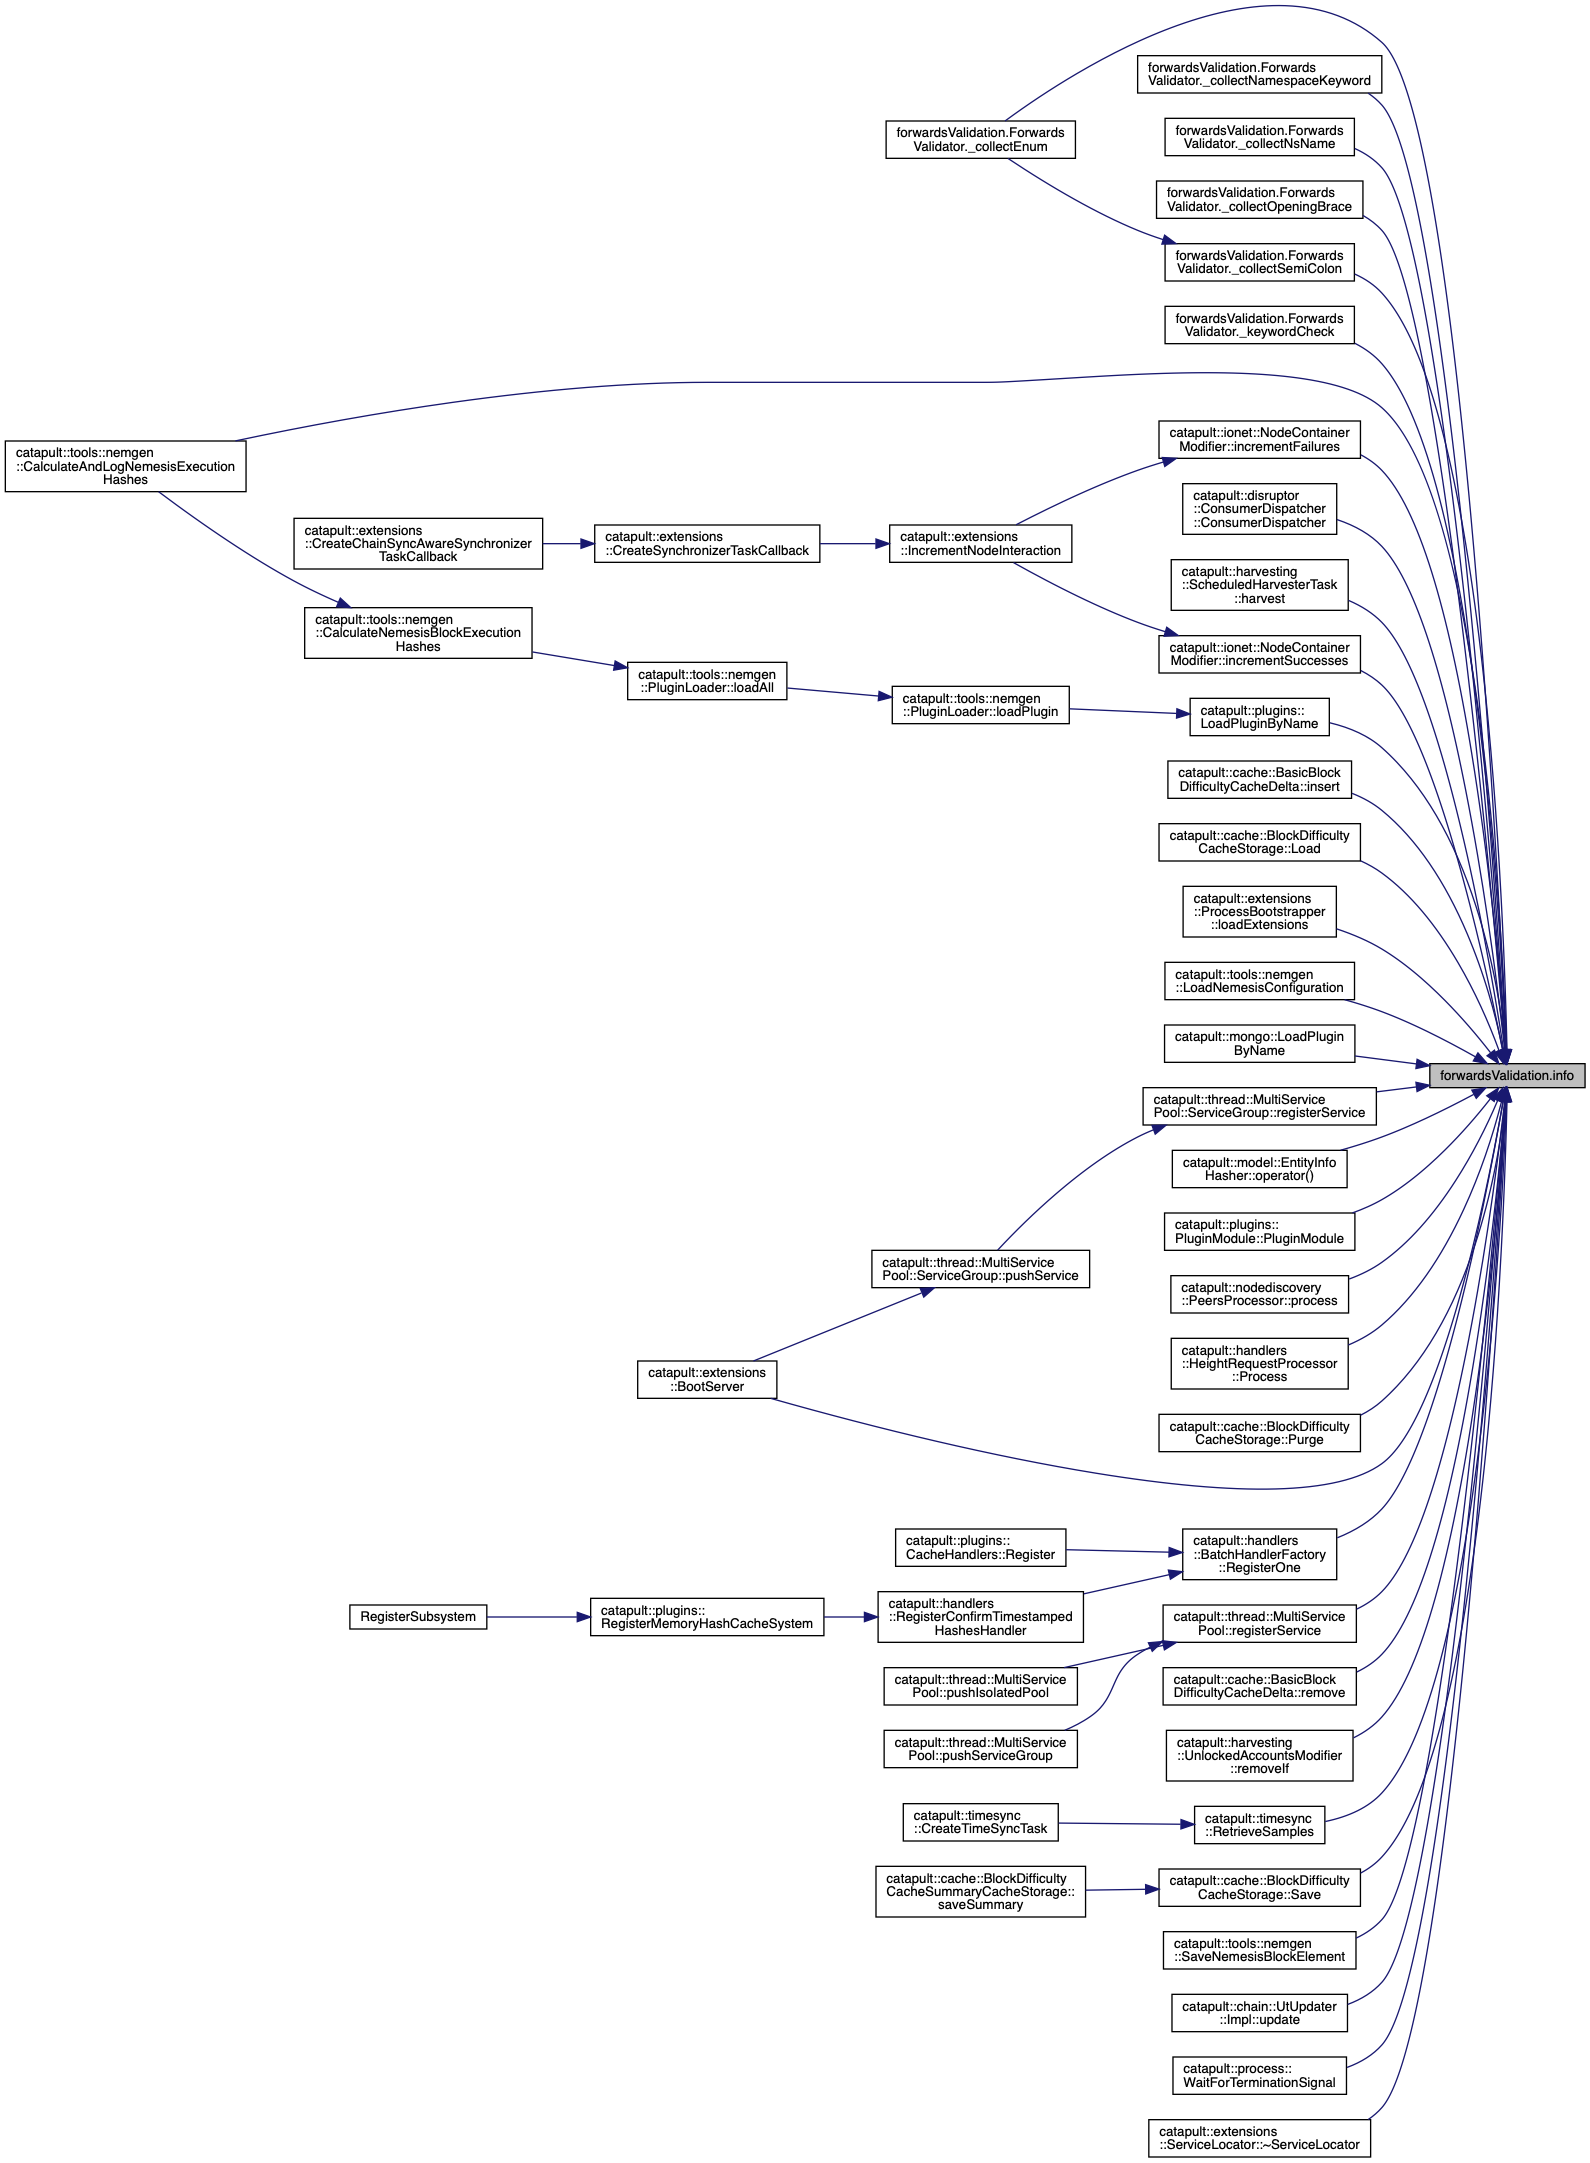 forwardsValidation.Forwards
Validator._collectNamespaceKeyword
forwardsValidation.Forwards
Validator._collectEnum
forwardsValidation.Forwards
Validator._collectNsName
forwardsValidation.Forwards
Validator._collectOpeningBrace
forwardsValidation.Forwards
Validator._collectSemiColon
forwardsValidation.Forwards
Validator._keywordCheck
catapult::tools::nemgen
::CalculateAndLogNemesisExecution
Hashes
catapult::ionet::NodeContainer
Modifier::incrementFailures
catapult::disruptor
::ConsumerDispatcher
::ConsumerDispatcher
catapult::extensions
::CreateChainSyncAwareSynchronizer
TaskCallback
catapult::extensions
::CreateSynchronizerTaskCallback
catapult::extensions
::IncrementNodeInteraction
catapult::harvesting
::ScheduledHarvesterTask
::harvest
catapult::tools::nemgen
::CalculateNemesisBlockExecution
Hashes
catapult::ionet::NodeContainer
Modifier::incrementSuccesses
catapult::tools::nemgen
::PluginLoader::loadAll
catapult::tools::nemgen
::PluginLoader::loadPlugin
catapult::plugins::
LoadPluginByName
catapult::cache::BasicBlock
DifficultyCacheDelta::insert
catapult::cache::BlockDifficulty
CacheStorage::Load
catapult::extensions
::ProcessBootstrapper
::loadExtensions
catapult::tools::nemgen
::LoadNemesisConfiguration
catapult::mongo::LoadPlugin
ByName
forwardsValidation.info
catapult::thread::MultiService
Pool::ServiceGroup::registerService
catapult::model::EntityInfo
Hasher::operator()
catapult::plugins::
PluginModule::PluginModule
catapult::thread::MultiService
Pool::ServiceGroup::pushService
catapult::nodediscovery
::PeersProcessor::process
catapult::handlers
::HeightRequestProcessor
::Process
catapult::extensions
::BootServer
catapult::cache::BlockDifficulty
CacheStorage::Purge
catapult::plugins::
CacheHandlers::Register
catapult::handlers
::BatchHandlerFactory
::RegisterOne
RegisterSubsystem
catapult::plugins::
RegisterMemoryHashCacheSystem
catapult::handlers
::RegisterConfirmTimestamped
HashesHandler
catapult::thread::MultiService
Pool::registerService
catapult::thread::MultiService
Pool::pushIsolatedPool
catapult::cache::BasicBlock
DifficultyCacheDelta::remove
catapult::thread::MultiService
Pool::pushServiceGroup
catapult::harvesting
::UnlockedAccountsModifier
::removeIf
catapult::timesync
::CreateTimeSyncTask
catapult::timesync
::RetrieveSamples
catapult::cache::BlockDifficulty
CacheSummaryCacheStorage::
saveSummary
catapult::cache::BlockDifficulty
CacheStorage::Save
catapult::tools::nemgen
::SaveNemesisBlockElement
catapult::chain::UtUpdater
::Impl::update
catapult::process::
WaitForTerminationSignal
catapult::extensions
::ServiceLocator::~ServiceLocator